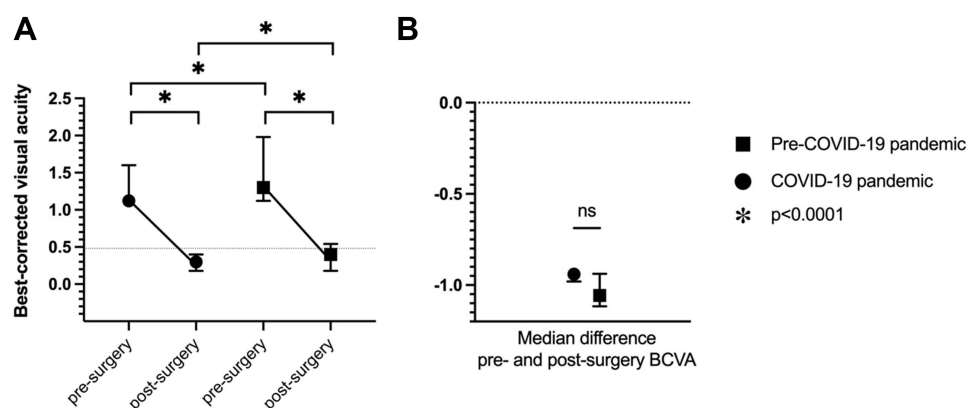 A
B
*
*
*
*
Best-corrected visual acuity
2.5
2.0
1.5
1.0
0.5
0.0
pre-surgery
post-surgery
pre-surgery
post-surgery
0.0
-0.5
-1.0
ns
Median difference
pre- and post-surgery BCVA
Pre-COVID-19 pandemic
COVID-19 pandemic
* p<0.0001